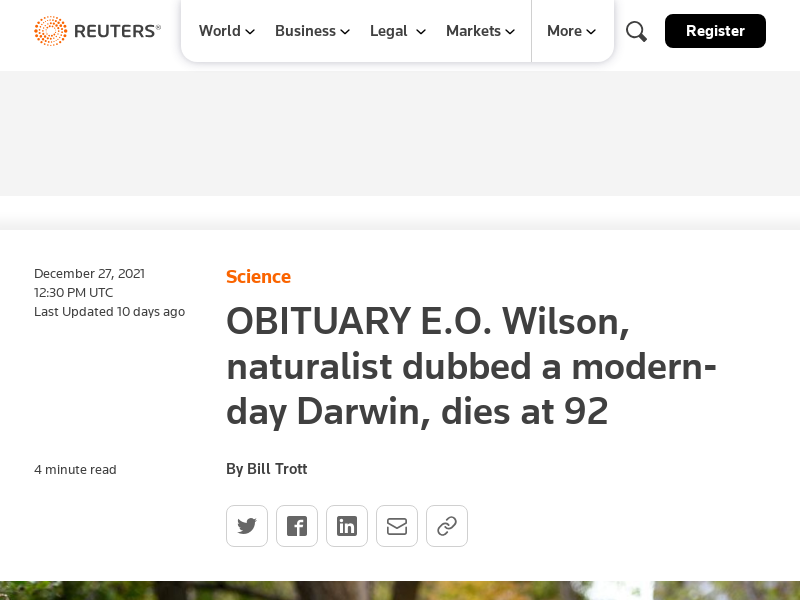 REUTERS® World Business Legal Markets More Register
December 27, 2021
12:30 PM UTC
Last Updated 10 days ago
Science
OBITUARY E.O. Wilson,
naturalist dubbed a modern-
day Darwin, dies at 92
4 minute read
By Bill Trott